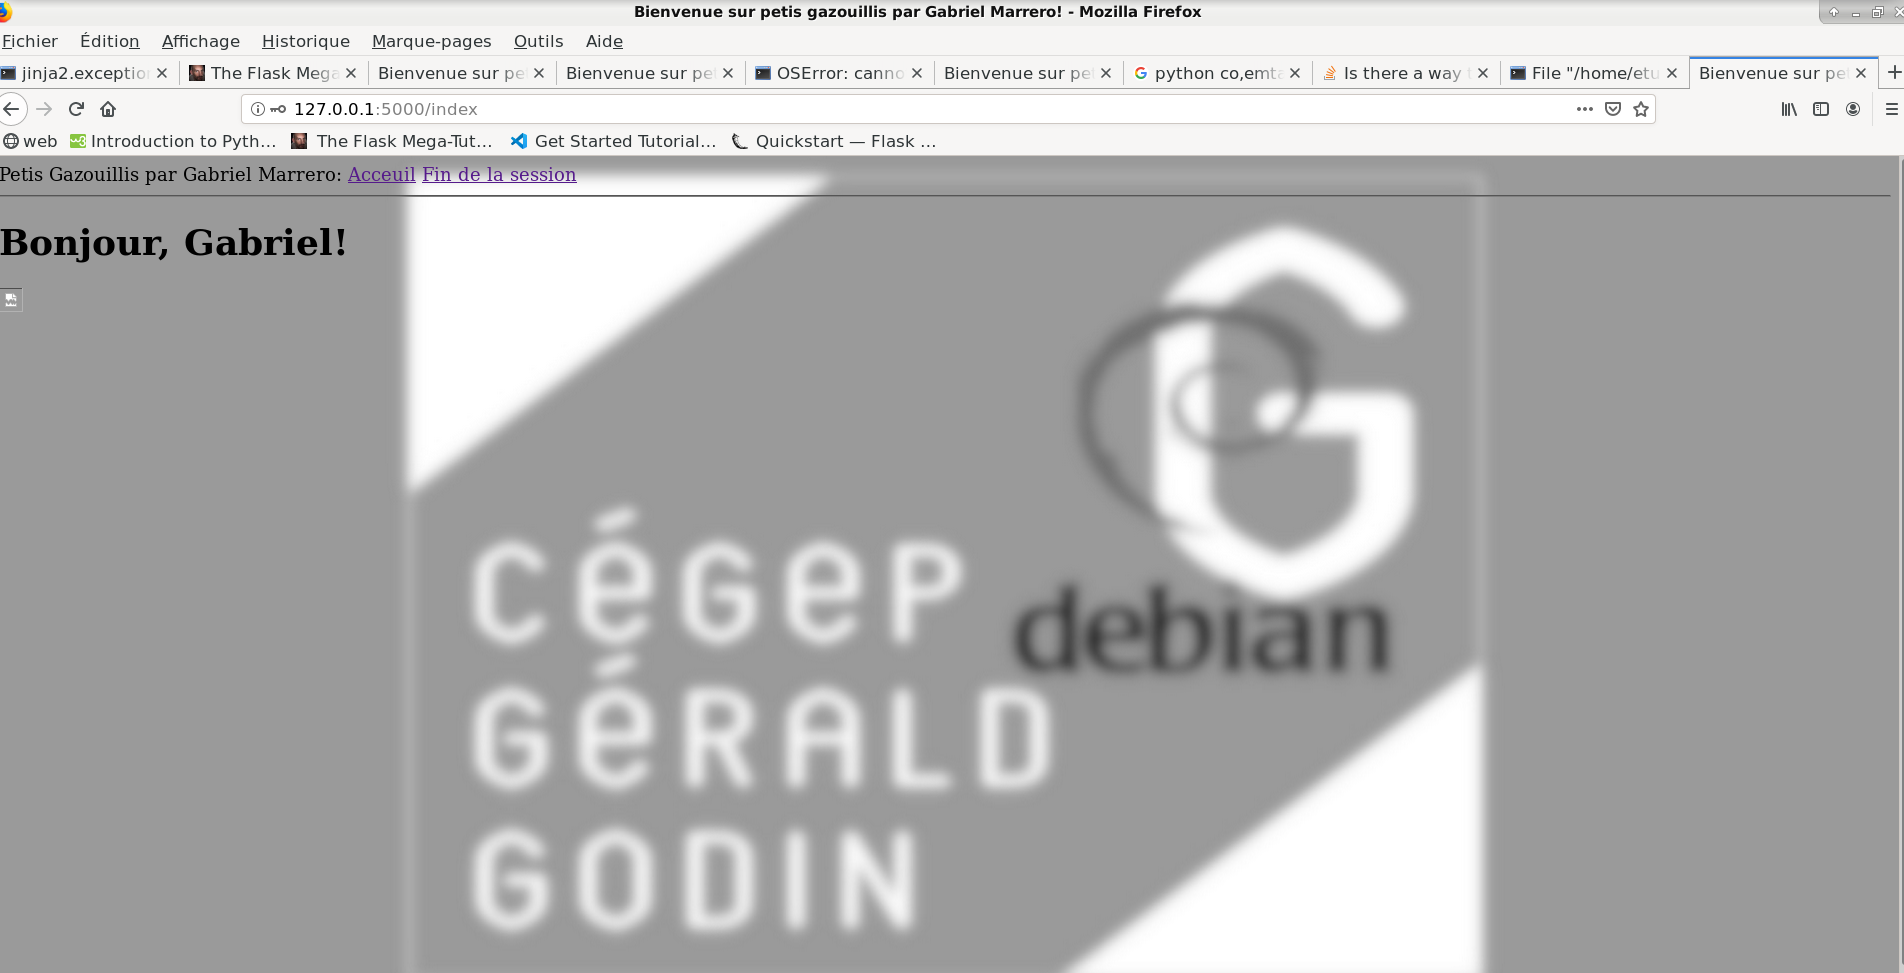 Bienvenue sur petis gazouillis par Gabriel Marrero! - Mozilla Firefox
Fichier Édition Affichage Historique Marque-pages Outils Aide
jinja2.exceptio The Flask Mega Bienvenue sur pe Bienvenue sur pe OSError: canno Bienvenue sur pe python co,emta Is there a way t File "/home/etu Bienvenue sur pe
127.0.0.1:5000/index
web Introduction to Pyth… The Flask Mega-Tut… Get Started Tutorial… Quickstart — Flask …
Petis Gazouillis par Gabriel Marrero: Acceuil Fin de la session
Bonjour, Gabriel!
debian
CéGeP
GéRALD
GODIN